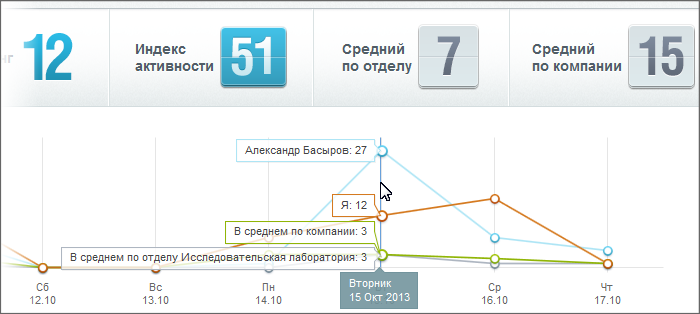 нг
12
Индекс
активности
51
Средний
по отделу
7
Средний
по компании
15
Александр Басыров: 27
Я: 12
В среднем по компании: 3
В среднем по отделу Исследовательская лаборатория: 3
Сб
12.10
Вс
13.10
Пн
14.10
Вторник
15 Окт 2013
Ср
16.10
Чт
17.10